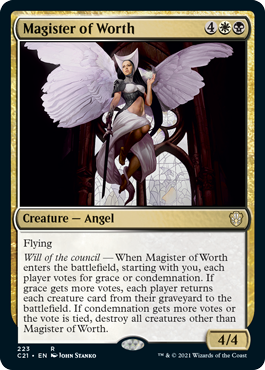 Magister of Worth 4
Creature — Angel
Flying
Will of the council — When Magister of Worth
enters the battlefield, starting with you, each
player votes for grace or condemnation. If
grace gets more votes, each player returns
each creature card from their graveyard to the
battlefield. If condemnation gets more votes or
the vote is tied, destroy all creatures other than
Magister of Worth.
4/4
223 R
C21 • EN John Stanko
™ & © 2021 Wizards of the Coast